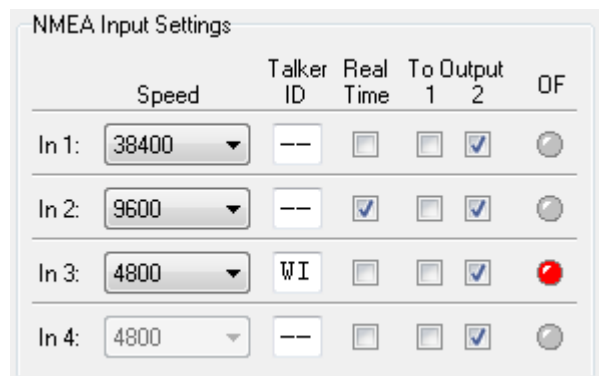 NMEA Input Settings
Speed Talker ID Real Time To Output 1 2 OF
In 1: 38400 --
In 2: 9600 --
In 3: 4800 WI
In 4: 4800 --